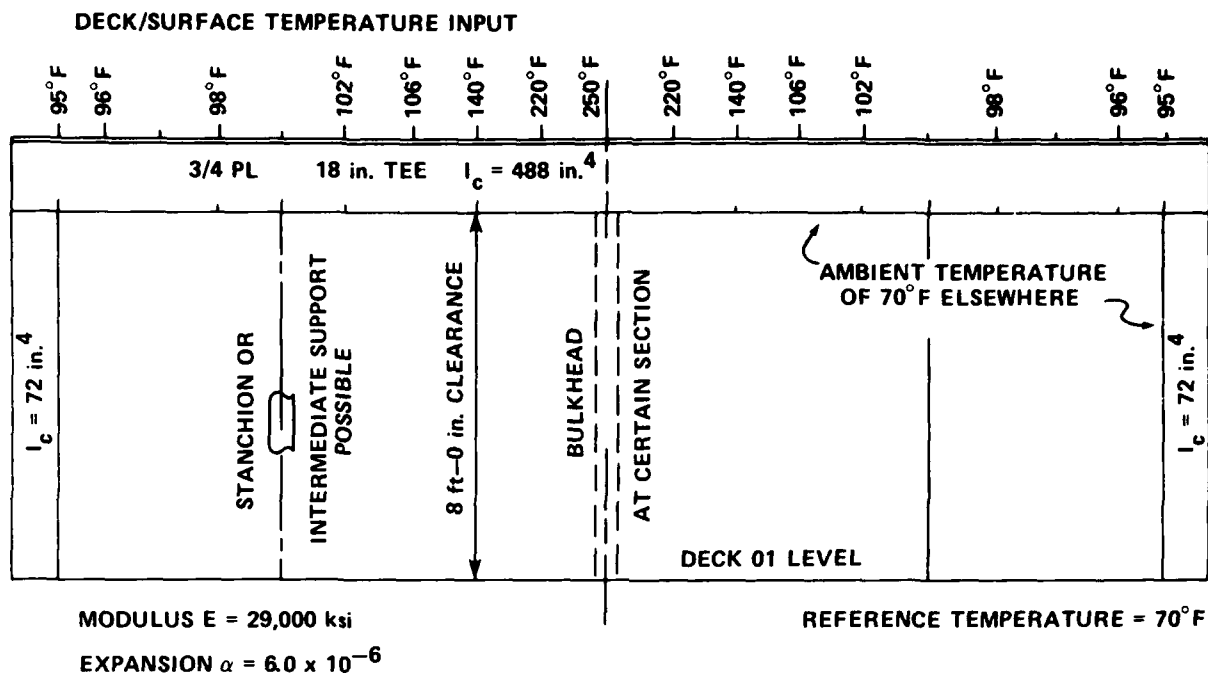 DECK/SURFACE TEMPERATURE INPUT
95°F
96°F
98°F
102°F
106°F
140°F
220°F
250°F
220°F
140°F
106°F
102°F
98°F
96°F
95°F
3/4 PL 18 in. TEE I_c = 488 in.^4
I_c = 72 in.^4
STANCHION OR
INTERMEDIATE SUPPORT
POSSIBLE
8 ft–0 in. CLEARANCE
BULKHEAD
AT CERTAIN SECTION
AMBIENT TEMPERATURE
OF 70°F ELSEWHERE
I_c = 72 in.^4
DECK 01 LEVEL
MODULUS E = 29,000 ksi
REFERENCE TEMPERATURE = 70°F
EXPANSION α = 6.0 x 10^−6